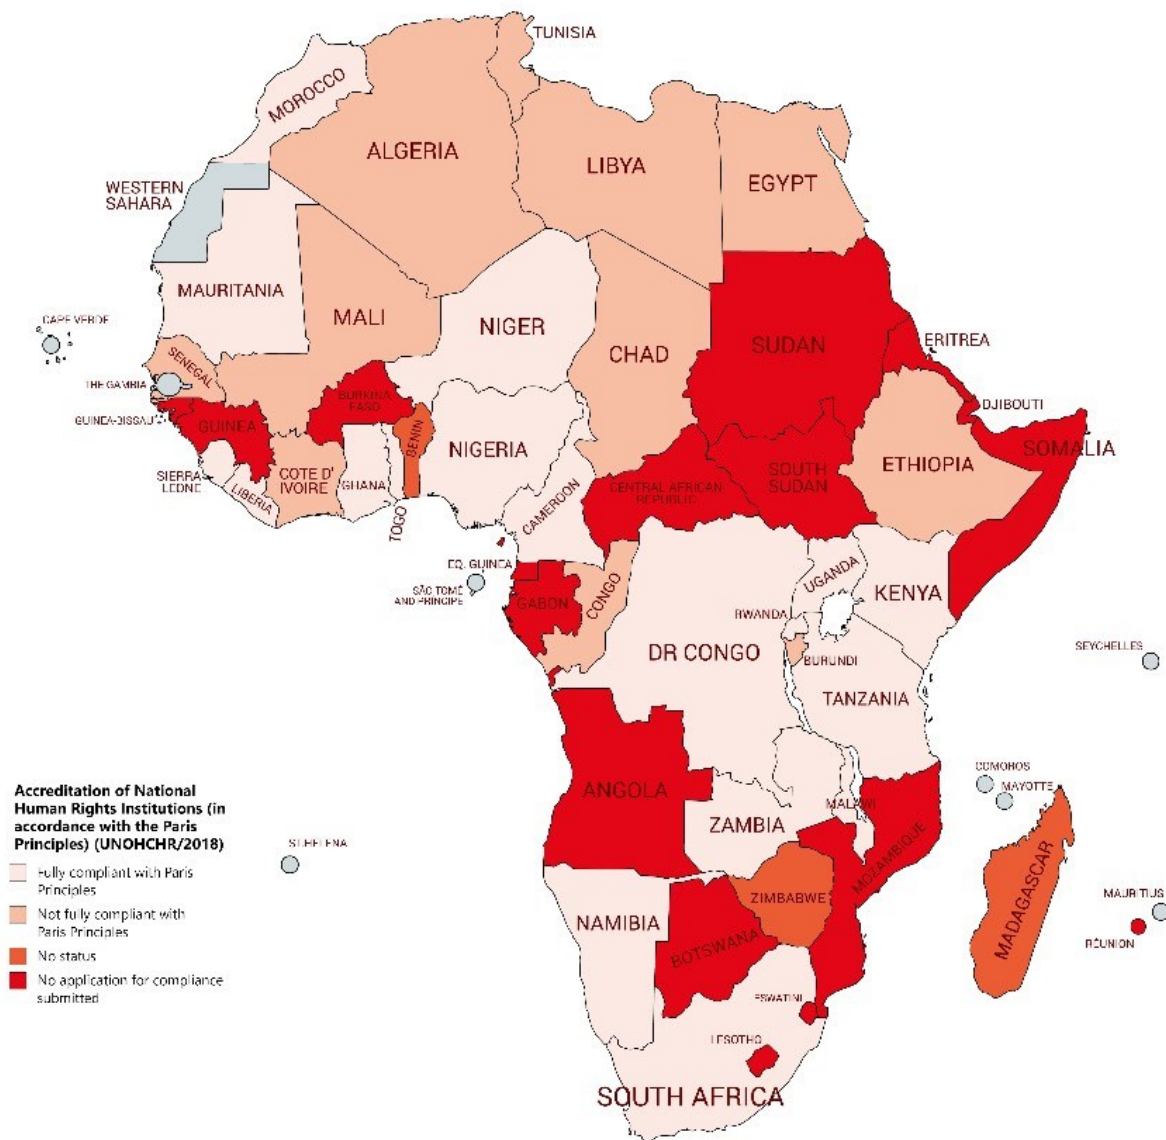 TUNISIA
MOROCCO
ALGERIA
LIBYA
EGYPT
WESTERN
SAHARA
MAURITANIA
MALI
NIGER
CHAD
SUDAN
ERITREA
CAPE VERDE
SENEGAL
THE GAMBIA
GUINEA-BISSAU
GUINEA
BURKINA
FASO
BENIN
NIGERIA
DJIBOUTI
SOMALIA
ETHIOPIA
SOUTH
SUDAN
CENTRAL AFRICAN
REPUBLIC
SIERRA
LEONE
LIBERIA
COTE D'
IVOIRE
GHANA
TOGO
CAMEROON
EQ. GUINEA
SÃO TOMÉ
AND PRÍNCIPE
GABON
CONGO
UGANDA
KENYA
RWANDA
DR CONGO
BURUNDI
TANZANIA
SEYCHELLES
COMOROS
MAYOTTE
ANGOLA
MALAWI
ZAMBIA
MOZAMBIQUE
ST.HELENA
NAMIBIA
ZIMBABWE
BOTSWANA
MADAGASCAR
MAURITIUS
RÉUNION
ESWATINI
LESOTHO
SOUTH AFRICA
Accreditation of National
Human Rights Institutions (in
accordance with the Paris
Principles) (UNOHCHR/2018)
Fully compliant with Paris
Principles
Not fully compliant with
Paris Principles
No status
No application for compliance
submitted